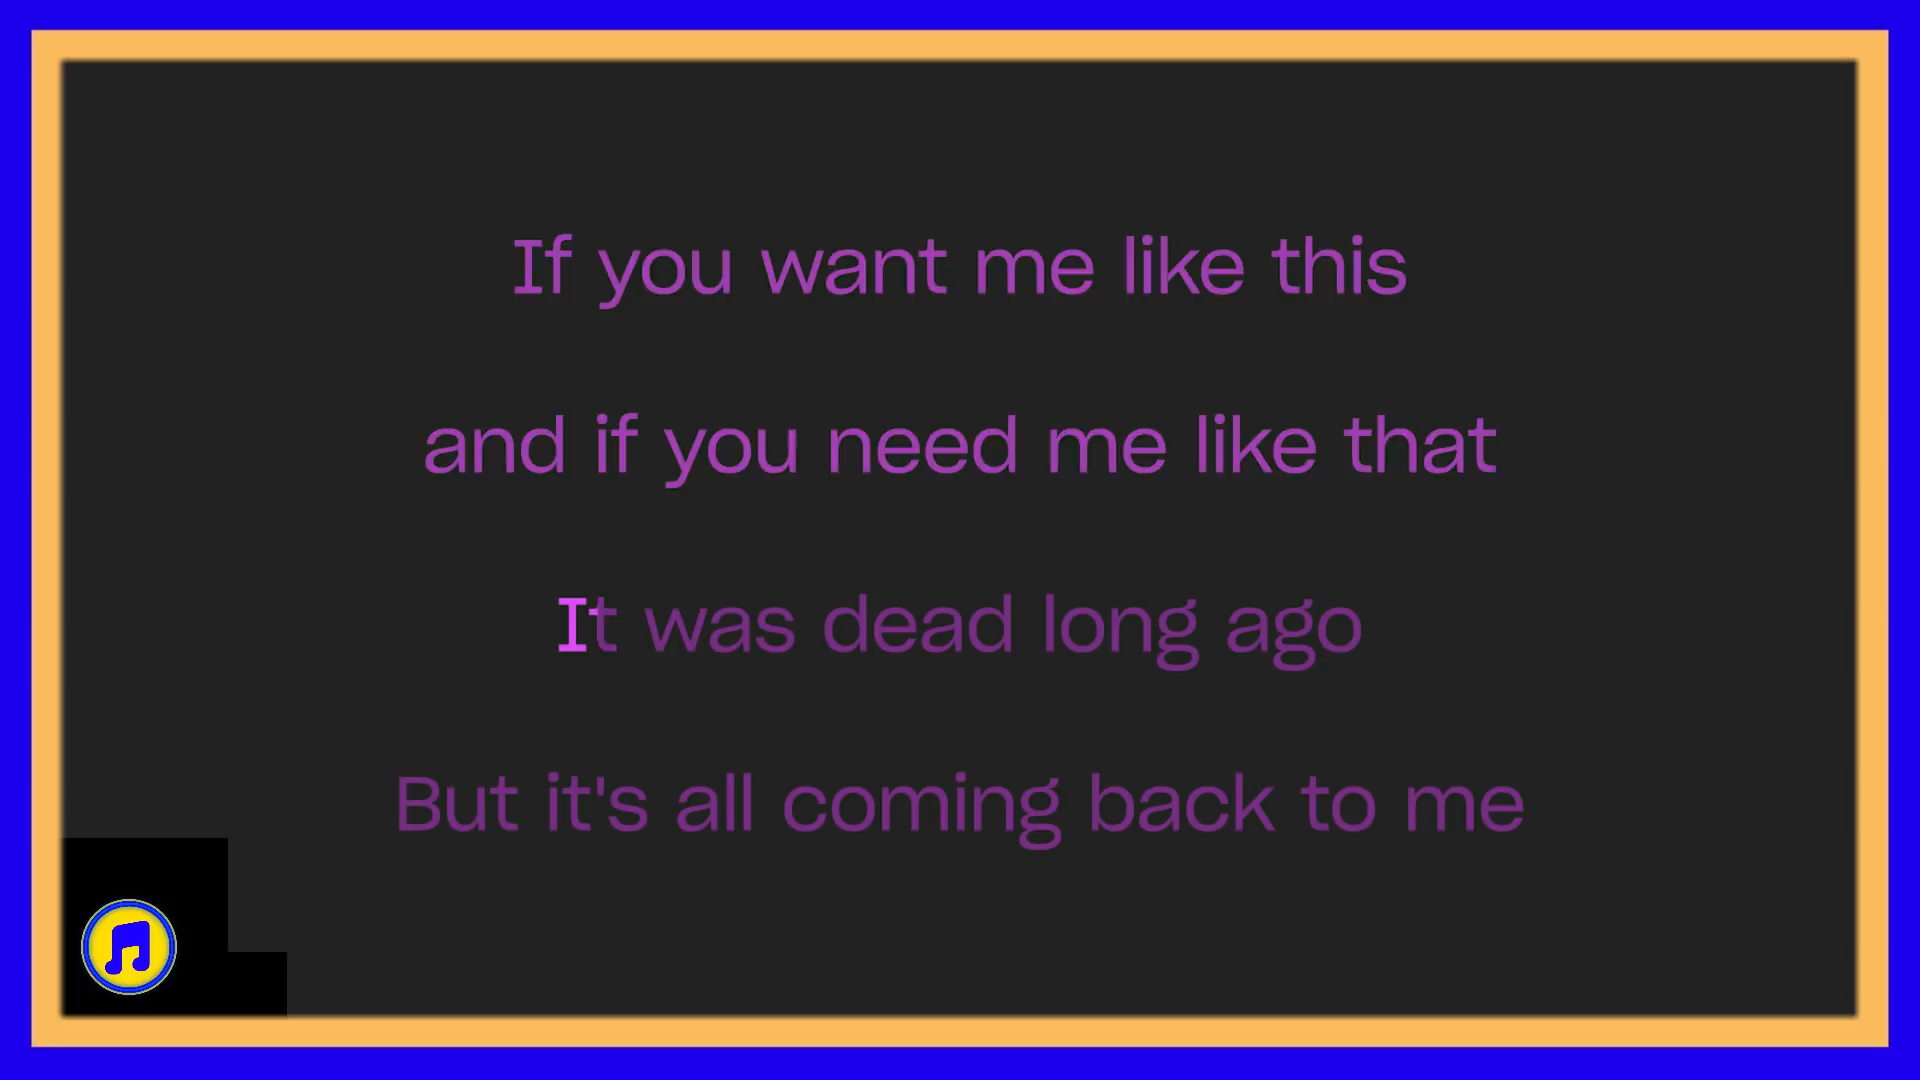 If you want me like this
and if you need me like that
It was dead long ago
But it's all coming back to me